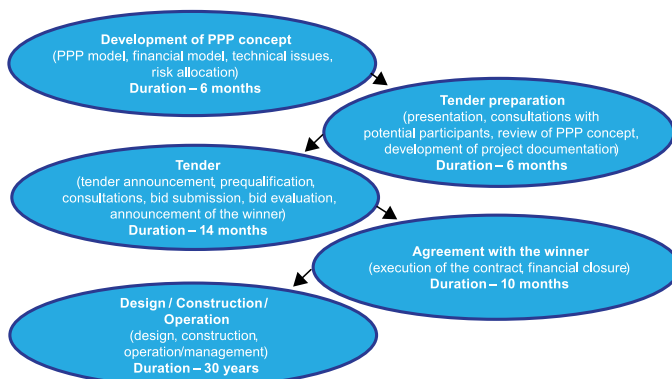 Development of PPP concept
(PPP model, financial model, technical issues,
risk allocation)
Duration – 6 months
Tender preparation
(presentation, consultations with
potential participants, review of PPP concept,
development of project documentation)
Duration – 6 months
Tender
(tender announcement, prequalification,
consultations, bid submission, bid evaluation,
announcement of the winner)
Duration – 14 months
Agreement with the winner
(execution of the contract, financial closure)
Duration – 10 months
Design / Construction /
Operation
(design, construction,
operation/management)
Duration – 30 years